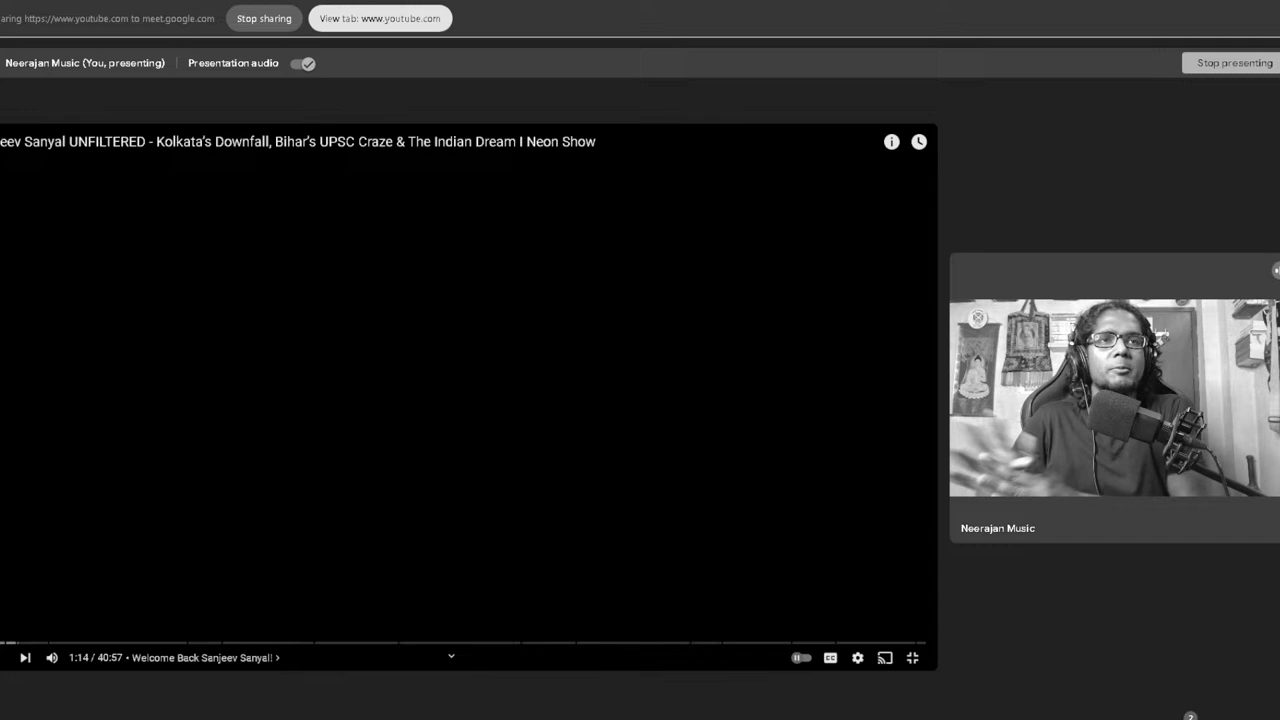 aring https://www.youtube.com to meet.google.com
Stop sharing
View tab: www.youtube.com
Neerajan Music (You, presenting)
Presentation audio
Stop presenting
eev Sanyal UNFILTERED - Kolkata's Downfall, Bihar's UPSC Craze & The Indian Dream I Neon Show
Neerajan Music
1:14 / 40:57 • Welcome Back Sanjeev Sanyal! ›
CC